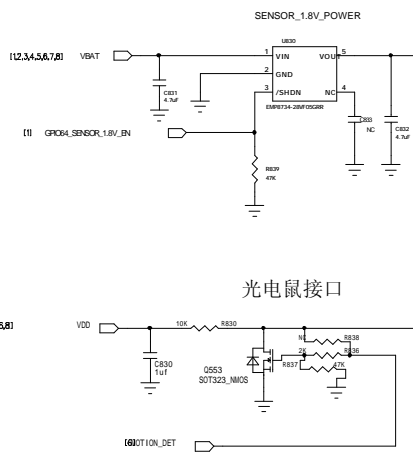 SENSOR_1.8V_POWER
U830
[1,2,3,4,5,6,7,8] VBAT
1 VIN VOUT 5
2 GND
3 /SHDN NC 4
EMP8734-28VF05GRR
C831
4.7uF
C833
NC
C832
4.7uF
[1] GPIO64_SENSOR_1.8V_EN
R839
47K
光电鼠接口
VDD 10K R830
NC R838
2K R836
R837 47K
C830
1uf
Q553
SOT323_NMOS
[6]MOTION_DET